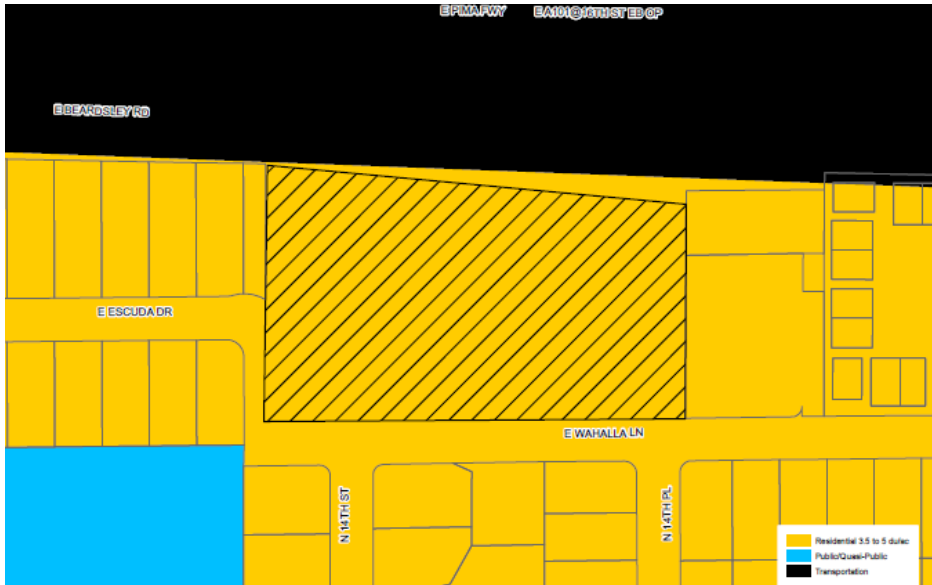 E PIMA FWY
E A101@16TH ST EB OP
E BEARDSLEY RD
E ESCUDA DR
E WAHALLA LN
N 14TH ST
N 14TH PL
Residential 3.5 to 5 du/ac
Public/Quasi-Public
Transportation